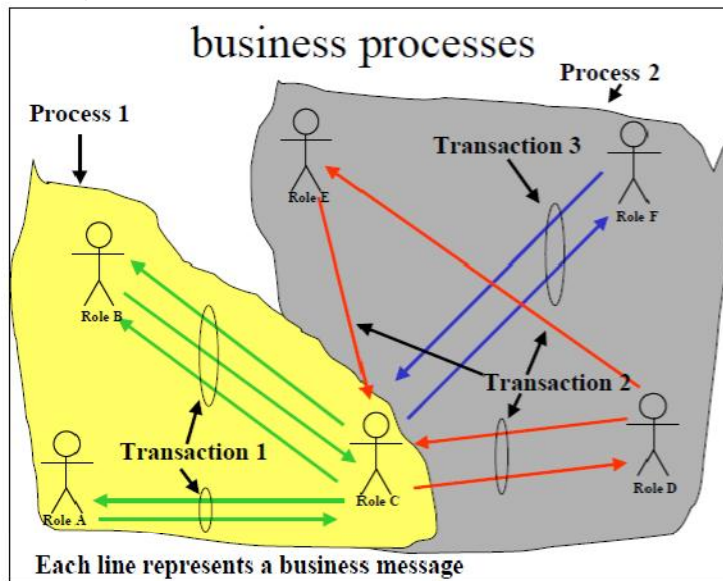 business processes
Process 2
Process 1
Transaction 3
Role E
Role F
Role B
Transaction 2
Transaction 1
Role C
Role D
Role A
Each line represents a business message